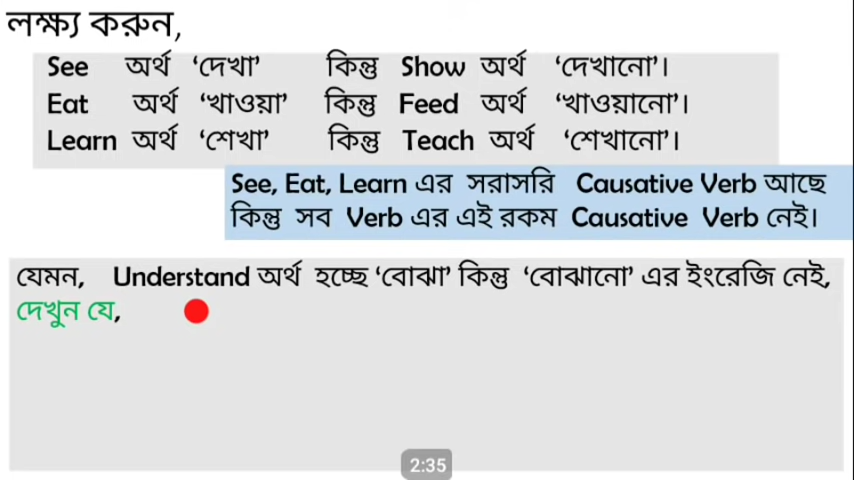 লক্ষ্য করুন,
See অর্থ ‘দেখা’ কিন্তু Show অর্থ ‘দেখানো’।
Eat অর্থ ‘খাওয়া’ কিন্তু Feed অর্থ ‘খাওয়ানো’।
Learn অর্থ ‘শেখা’ কিন্তু Teach অর্থ ‘শেখানো’।
See, Eat, Learn এর সরাসরি Causative Verb আছে
কিন্তু সব Verb এর এই রকম Causative Verb নেই।
যেমন, Understand অর্থ হচ্ছে ‘বোঝা’ কিন্তু ‘বোঝানো’ এর ইংরেজি নেই,
দেখুন যে,
2:35